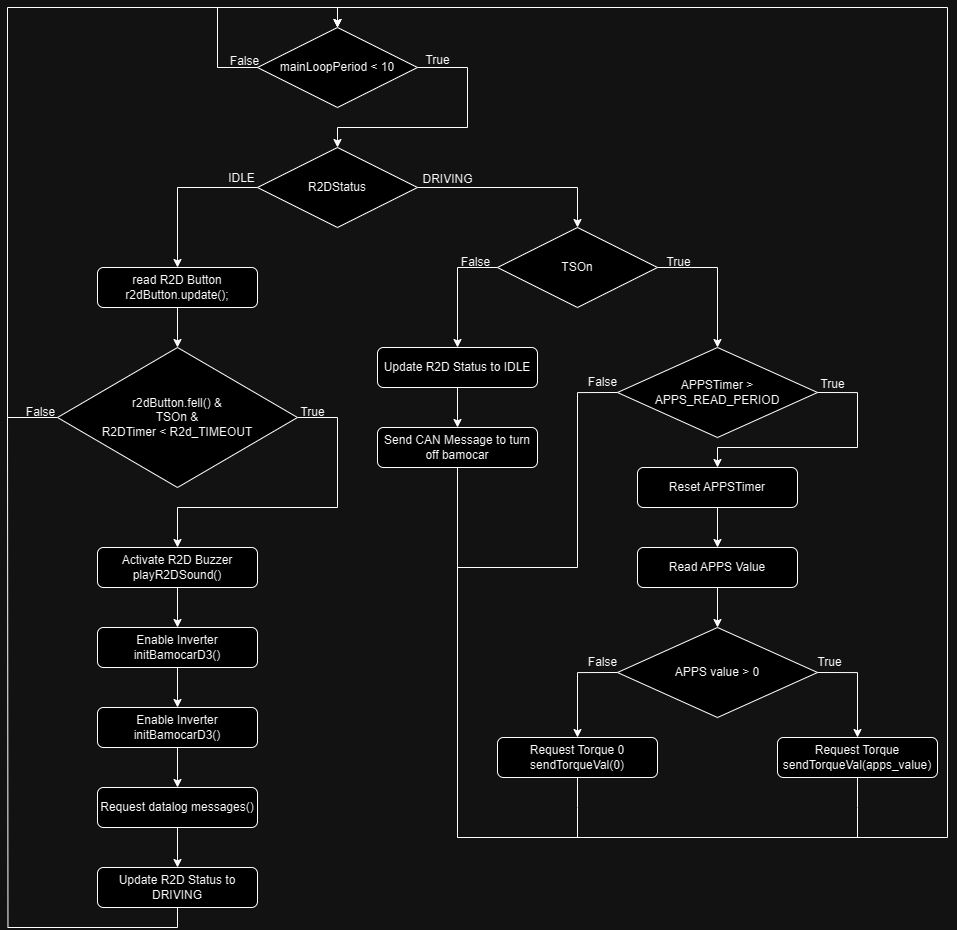 False
mainLoopPeriod < 10
True
IDLE
R2DStatus
DRIVING
False
TSOn
True
read R2D Button
r2dButton.update();
Update R2D Status to IDLE
False
APPSTimer >
APPS_READ_PERIOD
True
False
r2dButton.fell() &
TSOn &
R2DTimer < R2d_TIMEOUT
True
Send CAN Message to turn
off bamocar
Reset APPSTimer
Activate R2D Buzzer
playR2DSound()
Read APPS Value
Enable Inverter
initBamocarD3()
False
APPS value > 0
True
Enable Inverter
initBamocarD3()
Request Torque 0
sendTorqueVal(0)
Request Torque
sendTorqueVal(apps_value)
Request datalog messages()
Update R2D Status to
DRIVING